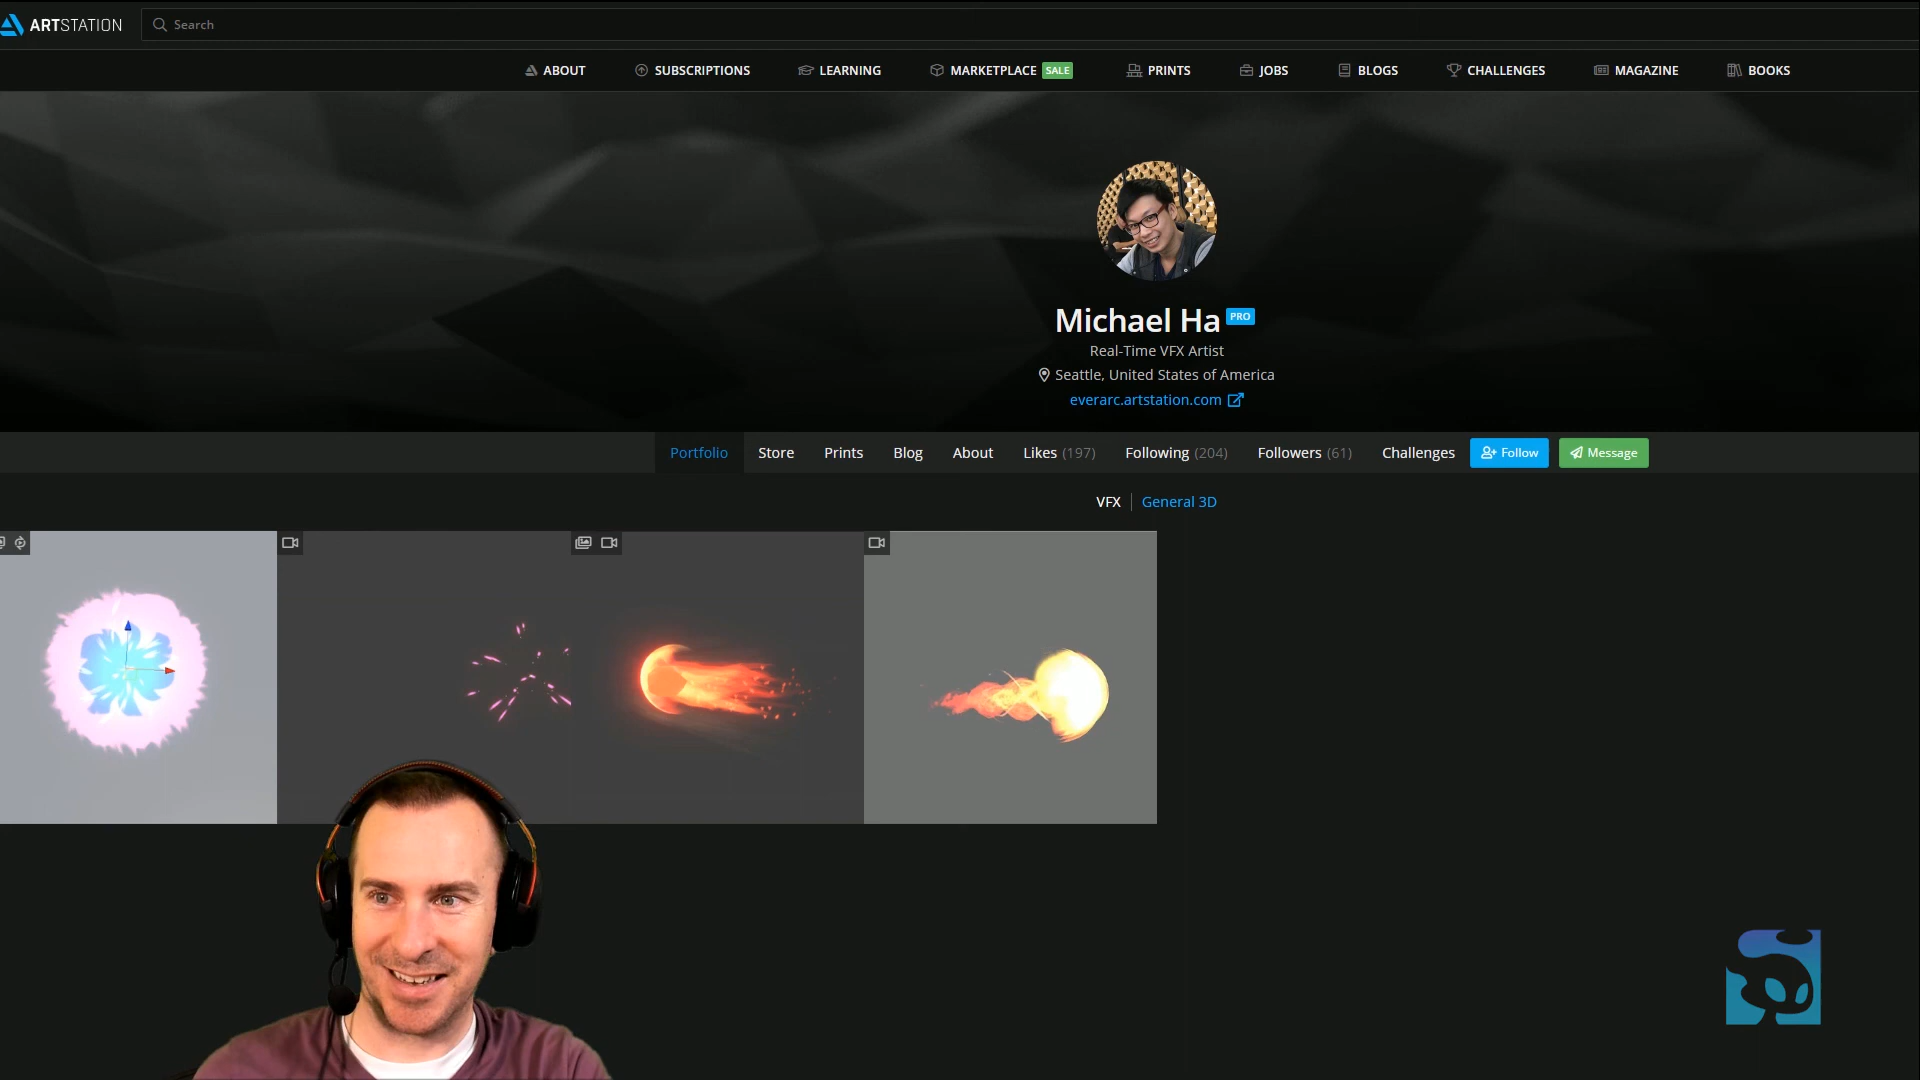 ARTSTATION
Search
ABOUT SUBSCRIPTIONS LEARNING MARKETPLACE SALE PRINTS JOBS BLOGS CHALLENGES MAGAZINE BOOKS
Michael Ha PRO
Real-Time VFX Artist
Seattle, United States of America
everarc.artstation.com
Portfolio Store Prints Blog About Likes (197) Following (204) Followers (61) Challenges Follow Message
VFX General 3D